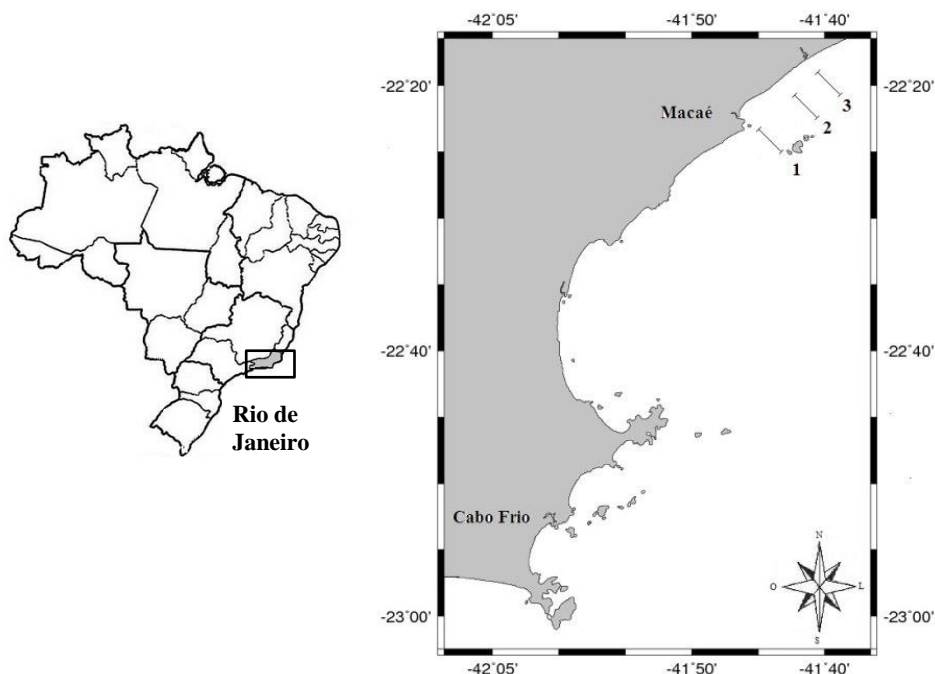 -42°05' -41°50' -41°40'
-22°20' -22°20'
Macaé
3
2
1
-22°40' -22°40'
Rio de
Janeiro
Cabo Frio
N
O L
S
-23°00' -23°00'
-42°05' -41°50' -41°40'